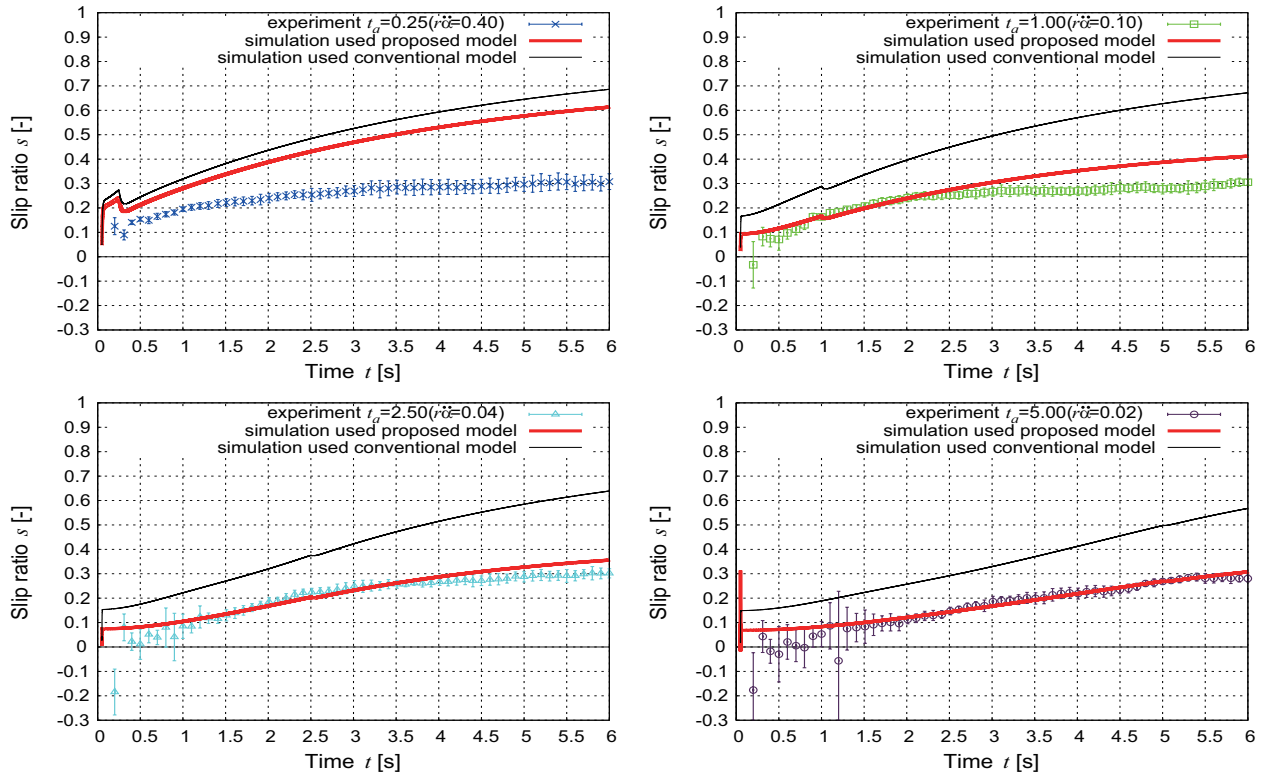 experiment t_a=0.25(rα̈=0.40)
simulation used proposed model
simulation used conventional model
Slip ratio s [-]
1
0.9
0.8
0.7
0.6
0.5
0.4
0.3
0.2
0.1
0
-0.1
-0.2
-0.3
0 0.5 1 1.5 2 2.5 3 3.5 4 4.5 5 5.5 6
Time t [s]
experiment t_a=1.00(rα̈=0.10)
simulation used proposed model
simulation used conventional model
Slip ratio s [-]
1
0.9
0.8
0.7
0.6
0.5
0.4
0.3
0.2
0.1
0
-0.1
-0.2
-0.3
0 0.5 1 1.5 2 2.5 3 3.5 4 4.5 5 5.5 6
Time t [s]
experiment t_a=2.50(rα̈=0.04)
simulation used proposed model
simulation used conventional model
Slip ratio s [-]
1
0.9
0.8
0.7
0.6
0.5
0.4
0.3
0.2
0.1
0
-0.1
-0.2
-0.3
0 0.5 1 1.5 2 2.5 3 3.5 4 4.5 5 5.5 6
Time t [s]
experiment t_a=5.00(rα̈=0.02)
simulation used proposed model
simulation used conventional model
Slip ratio s [-]
1
0.9
0.8
0.7
0.6
0.5
0.4
0.3
0.2
0.1
0
-0.1
-0.2
-0.3
0 0.5 1 1.5 2 2.5 3 3.5 4 4.5 5 5.5 6
Time t [s]